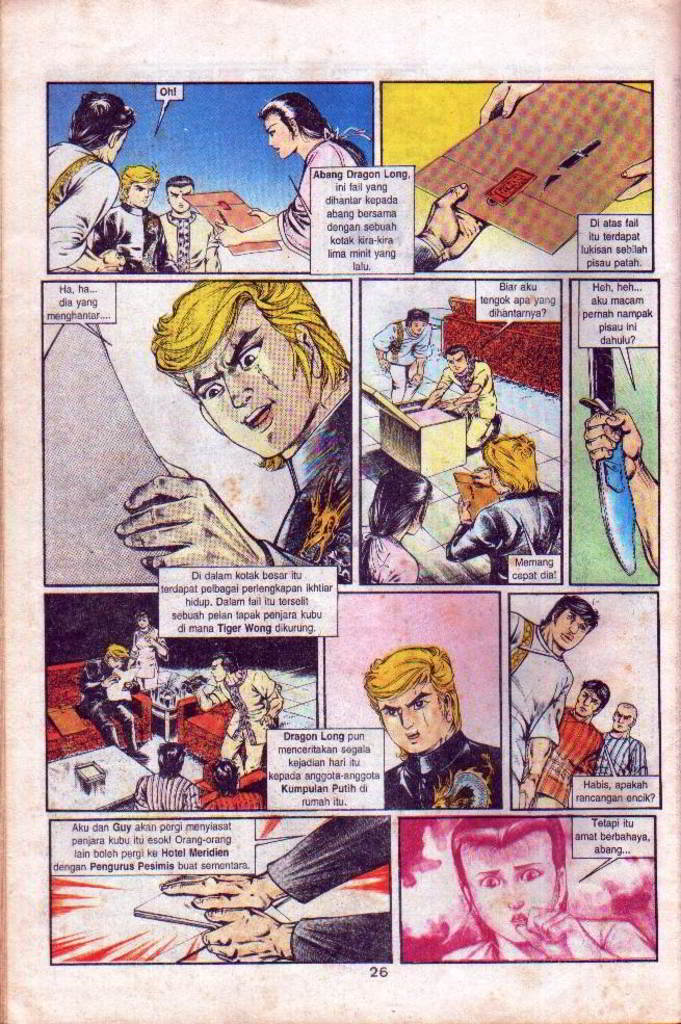 Oh!
Abang Dragon Long,
ini fail yang
dihantar kepada
abang bersama
dengan sebuah
kotak kira-kira
lima minit yang
lalu.
Di atas fail
itu terdapat
lukisan sebilah
pisau patah.
Ha, ha...
dia yang
menghantar....
Biar aku
tengok apa yang
dihantarnya?
Heh, heh...
aku macam
pernah nampak
pisau ini
dahulu?
Memang
cepat dia!
Di dalam kotak besar itu
terdapat pelbagai perlengkapan ikhtiar
hidup. Dalam fail itu terselit
sebuah pelan tapak penjara kubu
di mana Tiger Wong dikurung.
Dragon Long pun
menceritakan segala
kejadian hari itu
kepada anggota-anggota
Kumpulan Putih di
rumah itu.
Habis, apakah
rancangan encik?
Aku dan Guy akan pergi menyiasat
penjara kubu itu esok! Orang-orang
lain boleh pergi ke Hotel Meridien
dengan Pengurus Pesimis buat sementara.
Tetapi itu
amat berbahaya,
abang...
26